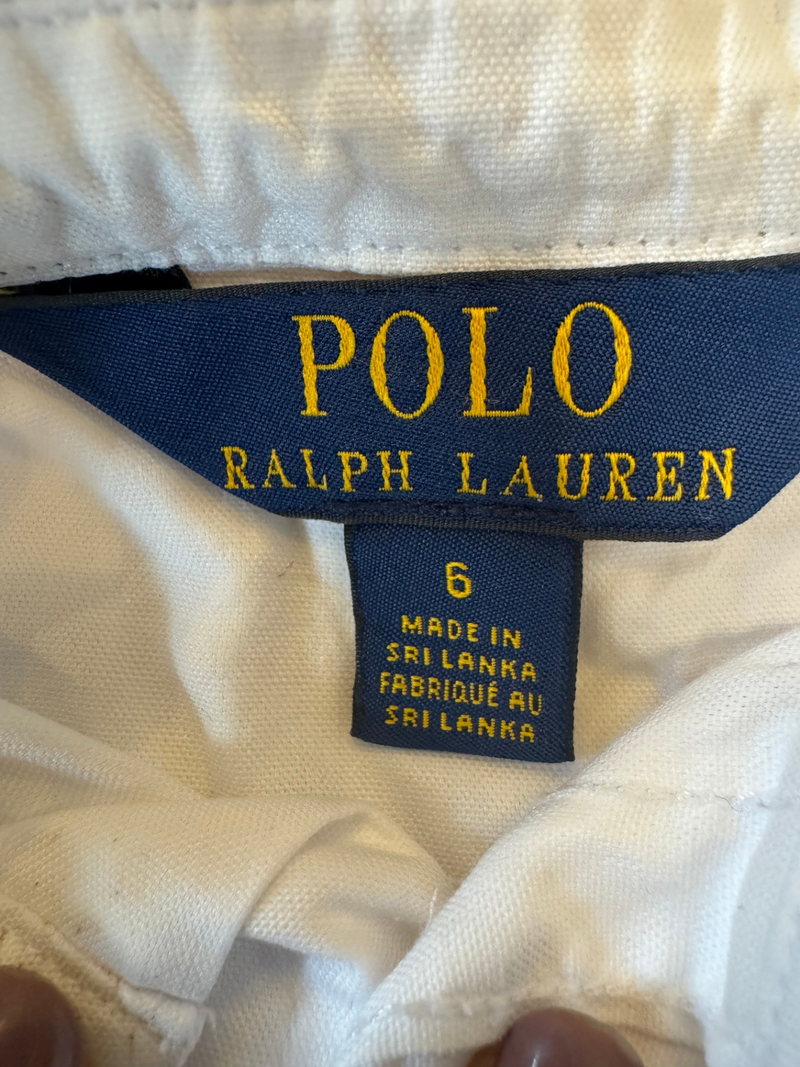 POLO
RALPH LAUREN
6
MADE IN
SRI LANKA
FABRIQUÉ AU
SRI LANKA